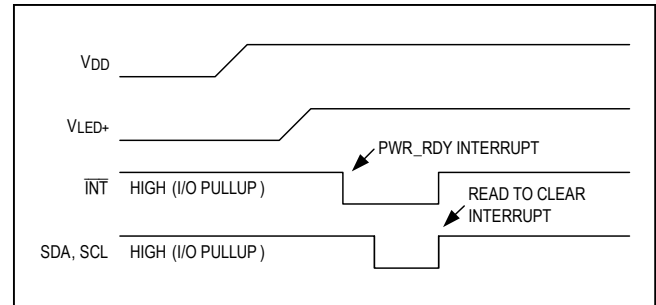 VDD
VLED+
PWR_RDY INTERRUPT
INT HIGH (I/O PULLUP )
READ TO CLEAR
INTERRUPT
SDA, SCL HIGH (I/O PULLUP )